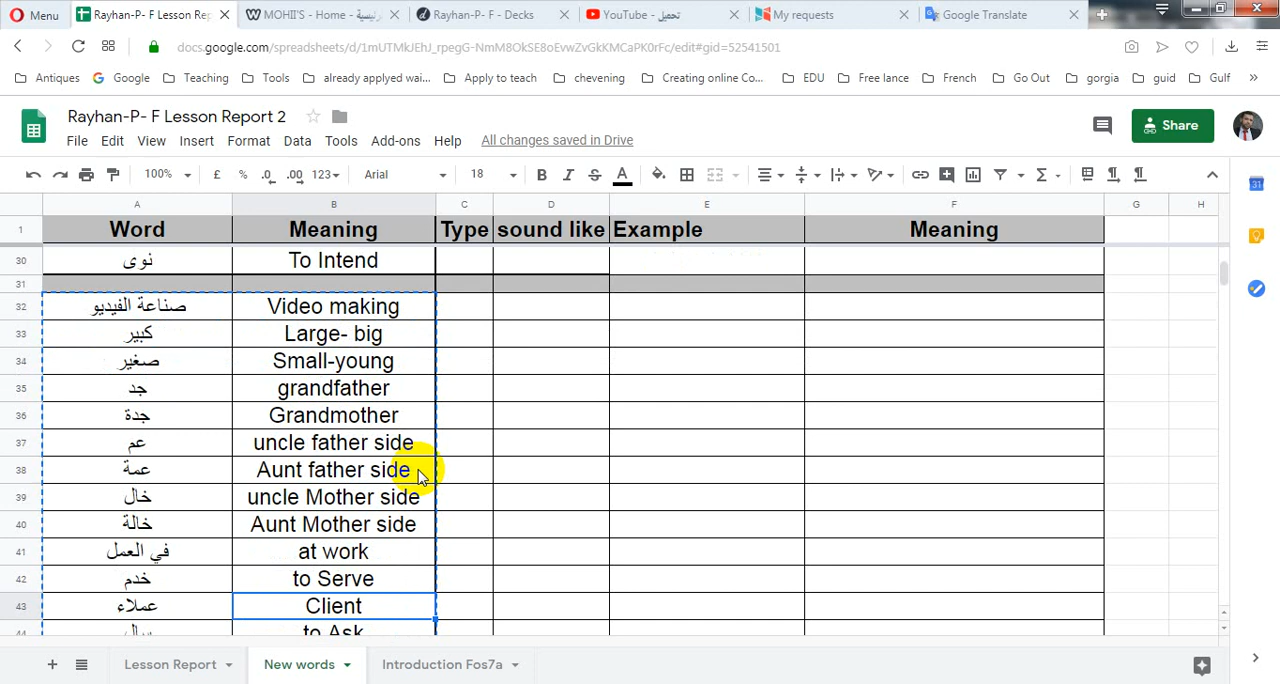 Menu
Rayhan-P- F Lesson Re
MOHII'S - Home - رئيسية
Rayhan-P- F - Decks
YouTube - تحميل
My requests
Google Translate
docs.google.com/spreadsheets/d/1mUTMkJEhJ_rpegG-NmM8OkSE8oEvwZvGkKMCaPK0rFc/edit#gid=52541501
Antiques
Google
Teaching
Tools
already applyed wai...
Apply to teach
chevening
Creating online Co...
EDU
Free lance
French
Go Out
gorgia
guid
Gulf
Rayhan-P- F Lesson Report 2
Share
File Edit View Insert Format Data Tools Add-ons Help All changes saved in Drive
100% £ % .0 .00 123 Arial 18 B I S A
A B C D E F G H
1 Word Meaning Type sound like Example Meaning
30 نوى To Intend
31
32 صناعة الفيديو Video making
33 كبير Large- big
34 صغير Small-young
35 جد grandfather
36 جدة Grandmother
37 عم uncle father side
38 عمة Aunt father side
39 خال uncle Mother side
40 خالة Aunt Mother side
41 في العمل at work
42 خدم to Serve
43 عملاء Client
44 to Ask
Lesson Report
New words
Introduction Fos7a